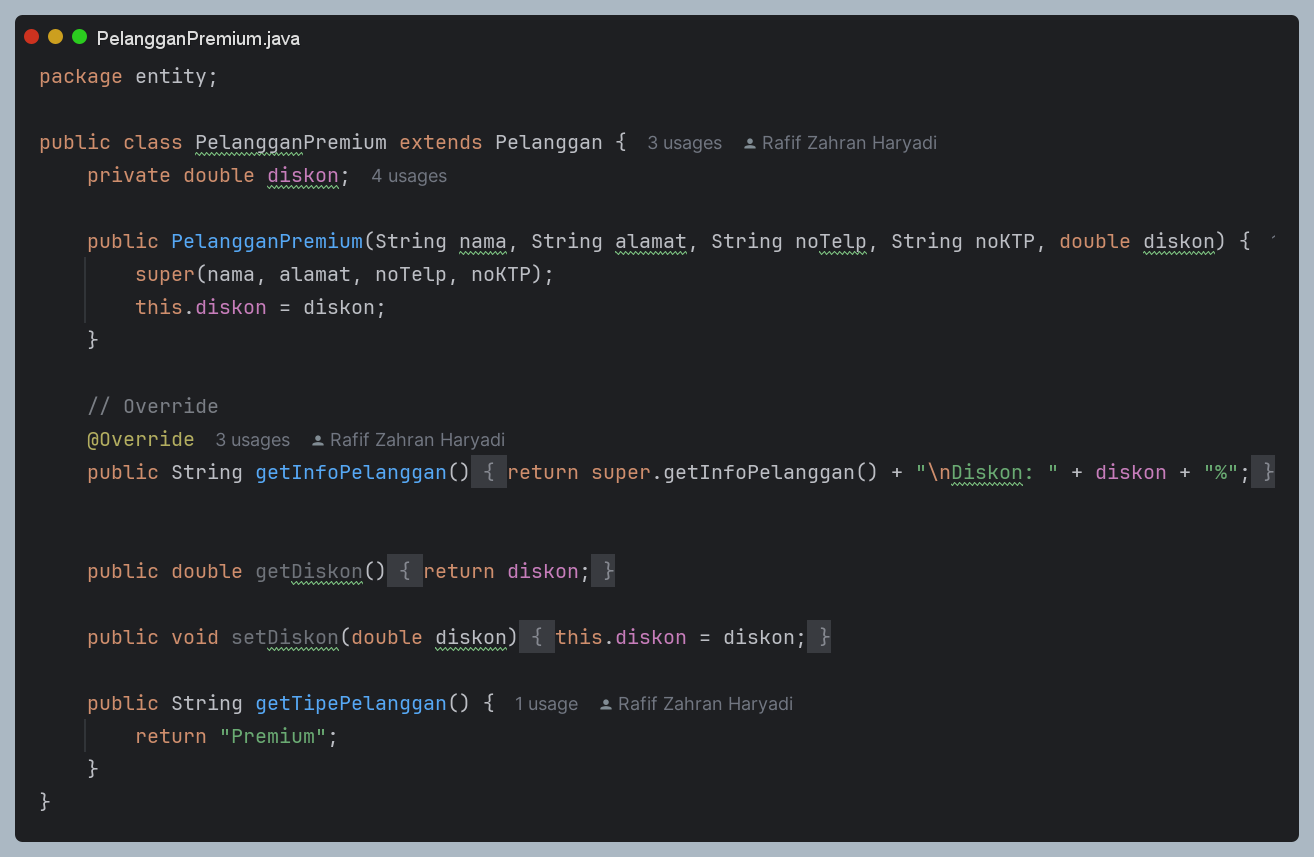 PelangganPremium.java
package entity;
public class PelangganPremium extends Pelanggan { 3 usages Rafif Zahran Haryadi
private double diskon; 4 usages
public PelangganPremium(String nama, String alamat, String noTelp, String noKTP, double diskon) {
super(nama, alamat, noTelp, noKTP);
this.diskon = diskon;
}
// Override
@Override 3 usages Rafif Zahran Haryadi
public String getInfoPelanggan() { return super.getInfoPelanggan() + "\nDiskon: " + diskon + "%"; }
public double getDiskon() { return diskon; }
public void setDiskon(double diskon) { this.diskon = diskon; }
public String getTipePelanggan() { 1 usage Rafif Zahran Haryadi
return "Premium";
}
}